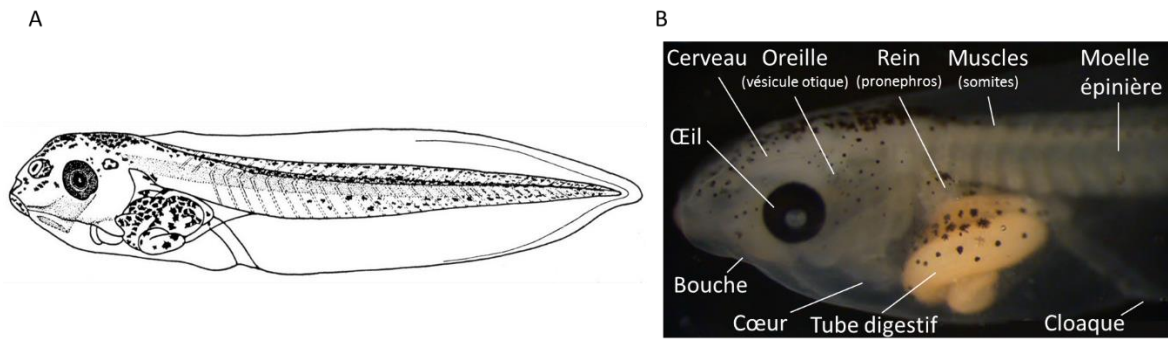 A
B
Cerveau Oreille Rein Muscles Moelle
(vésicule otique) (pronephros) (somites) épinière
Œil
Bouche
Cœur Tube digestif Cloaque